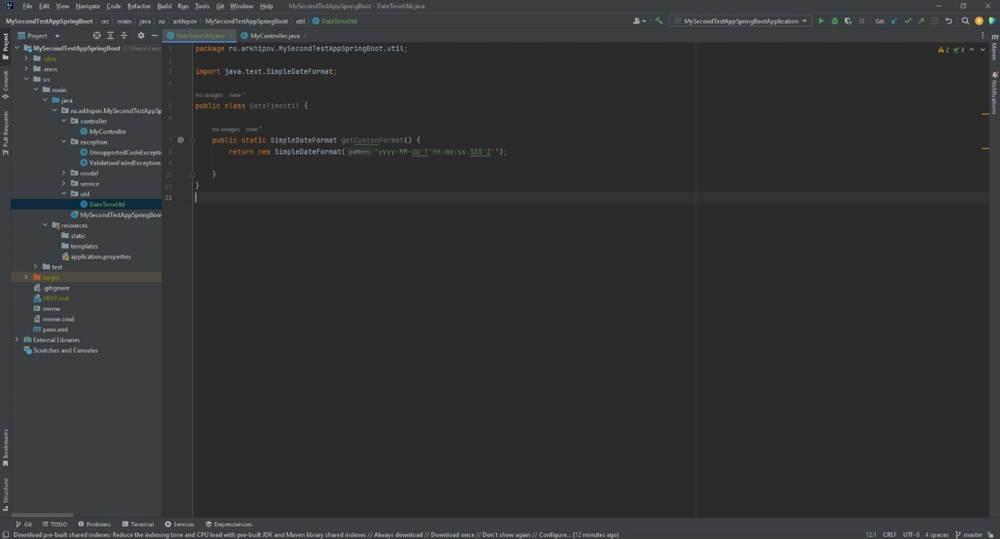 File Edit View Navigate Code Refactor Build Run Tools Git Window Help MySecondTestAppSpringBoot - DateTimeUtil.java
MySecondTestAppSpringBoot src main java ru arkhipov MySecondTestAppSpringBoot util DateTimeUtil MySecondTestAppSpringBootApplication Git:
Project DateTimeUtil.java MyController.java
MySecondTestAppSpringBoot C:\Users\Lars\
.idea
.mvn
src
main
java
ru.arkhipov.MySecondTestAppSp
controller
MyController
exception
UnsupportedCodeExcepti
ValidationFailedException
model
service
util
DateTimeUtil
MySecondTestAppSpringBoot
resources
static
templates
application.properties
test
target
.gitignore
HELP.md
mvnw
mvnw.cmd
pom.xml
External Libraries
Scratches and Consoles
1 package ru.arkhipov.MySecondTestAppSpringBoot.util;
2
3 import java.text.SimpleDateFormat;
4
no usages new *
5 public class DateTimeUtil {
6
no usages new *
7 @ public static SimpleDateFormat getCustonFormat() {
8 return new SimpleDateFormat( pattern: "yyyy-MM-dd'T'HH:mm:ss.SSS'Z'");
9
10 }
11 }
12
2 3
Project
Commit
Pull Requests
Bookmarks
Structure
m
Maven
Notifications
Git TODO Problems Terminal Services Dependencies
Download pre-built shared indexes: Reduce the indexing time and CPU load with pre-built JDK and Maven library shared indexes // Always download // Download once // Don't show again // Configure... (12 minutes ago) 12:1 CRLF UTF-8 4 spaces master